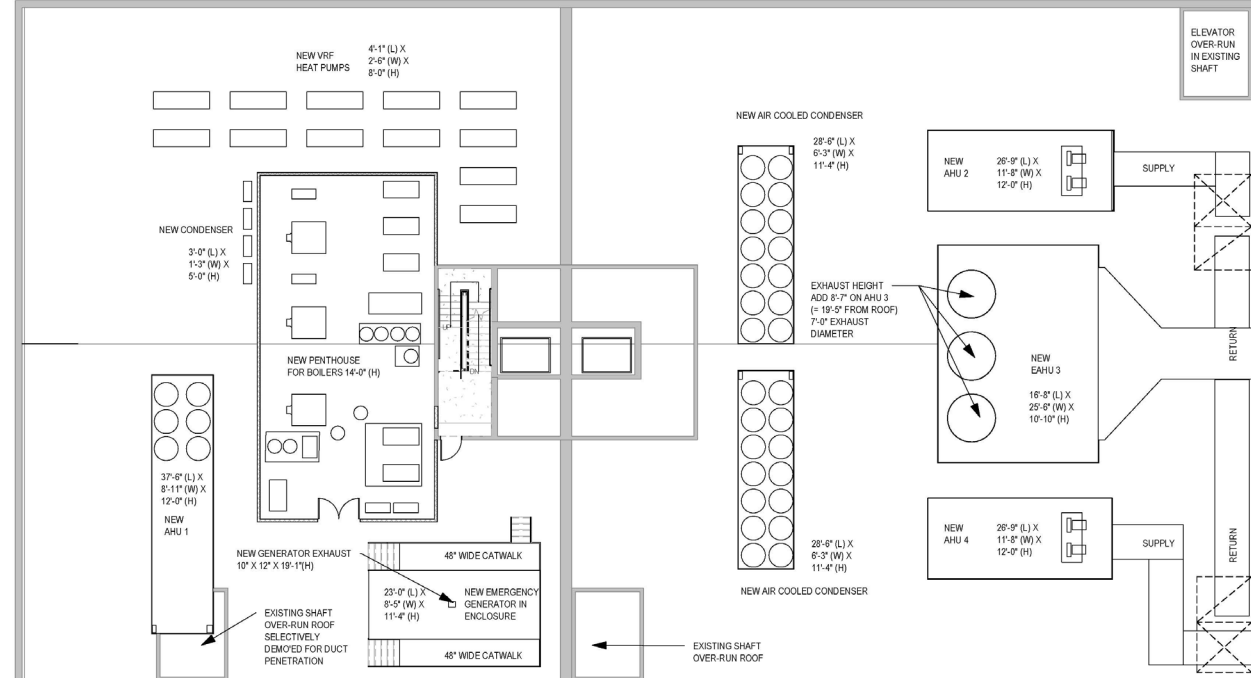 NEW VRF
HEAT PUMPS
4'-1" (L) X
2'-6" (W) X
8'-0" (H)
ELEVATOR
OVER-RUN
IN EXISTING
SHAFT
NEW AIR COOLED CONDENSER
28'-6" (L) X
6'-3" (W) X
11'-4" (H)
NEW
AHU 2
26'-9" (L) X
11'-8" (W) X
12'-0" (H)
SUPPLY
NEW CONDENSER
3'-0" (L) X
1'-3" (W) X
5'-0" (H)
EXHAUST HEIGHT
ADD 8'-7" ON AHU 3
(= 19'-5" FROM ROOF)
7'-0" EXHAUST
DIAMETER
UP
DN
NEW PENTHOUSE
FOR BOILERS 14'-0" (H)
NEW
EAHU 3
16'-8" (L) X
25'-6" (W) X
10'-10" (H)
RETURN
37'-6" (L) X
8'-11" (W) X
12'-0" (H)
NEW
AHU 1
NEW GENERATOR EXHAUST
10" X 12" X 19'-1"(H)
48" WIDE CATWALK
23'-0" (L) X
8'-5" (W) X
11'-4" (H)
NEW EMERGENCY
GENERATOR IN
ENCLOSURE
48" WIDE CATWALK
28'-6" (L) X
6'-3" (W) X
11'-4" (H)
NEW AIR COOLED CONDENSER
NEW
AHU 4
26'-9" (L) X
11'-8" (W) X
12'-0" (H)
SUPPLY
RETURN
EXISTING SHAFT
OVER-RUN ROOF
SELECTIVELY
DEMO'ED FOR DUCT
PENETRATION
EXISTING SHAFT
OVER-RUN ROOF